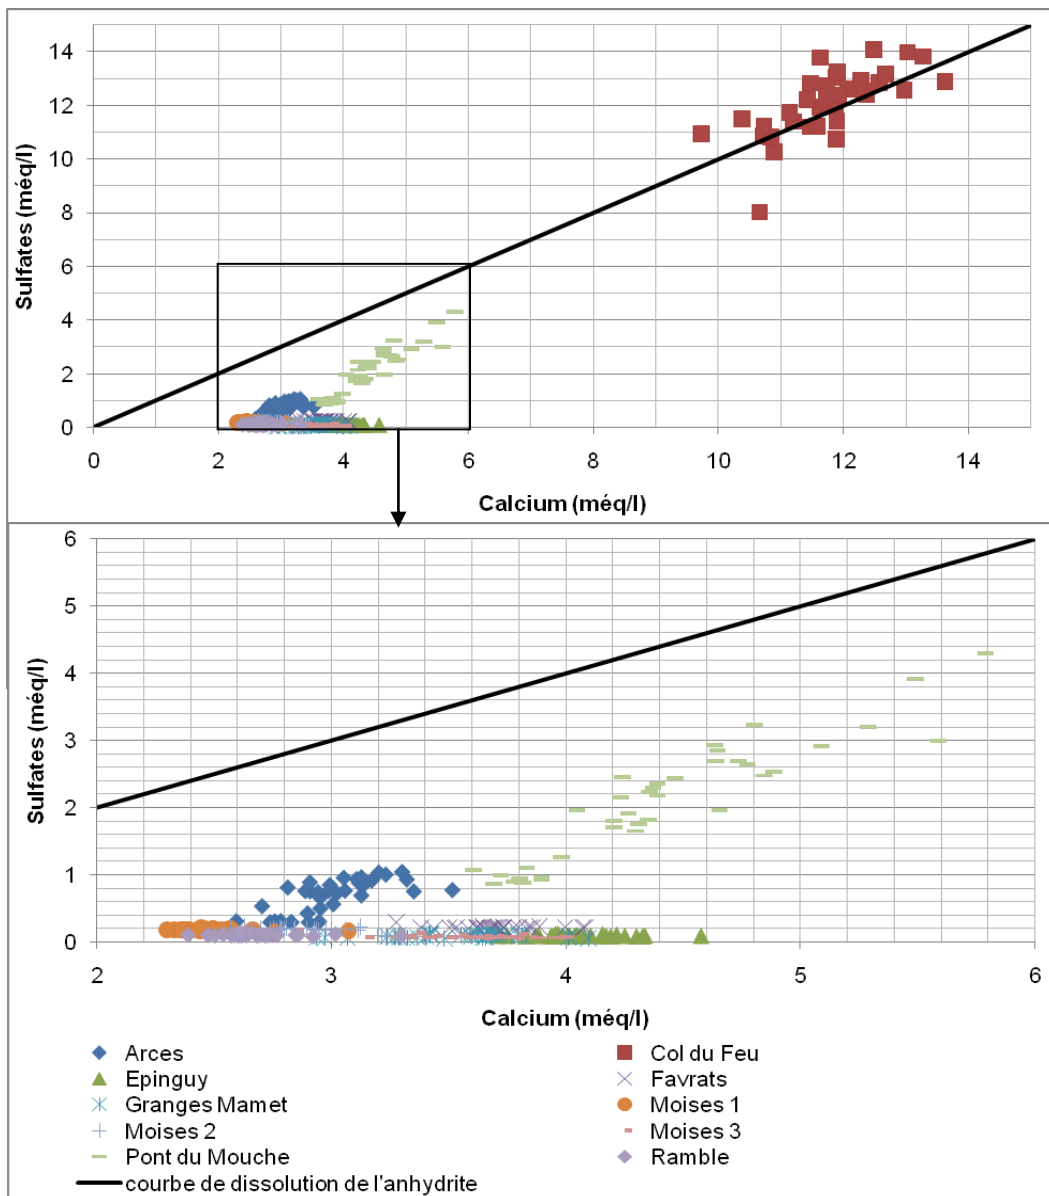 Sulfates (méq/l)
14
12
10
8
6
4
2
0
0 2 4 6 8 10 12 14
Calcium (méq/l)
Sulfates (méq/l)
6
5
4
3
2
1
0
2 3 4 5 6
Calcium (méq/l)
Arces Col du Feu
Epinguy Favrats
Granges Mamet Moises 1
Moises 2 Moises 3
Pont du Mouche Ramble
courbe de dissolution de l'anhydrite